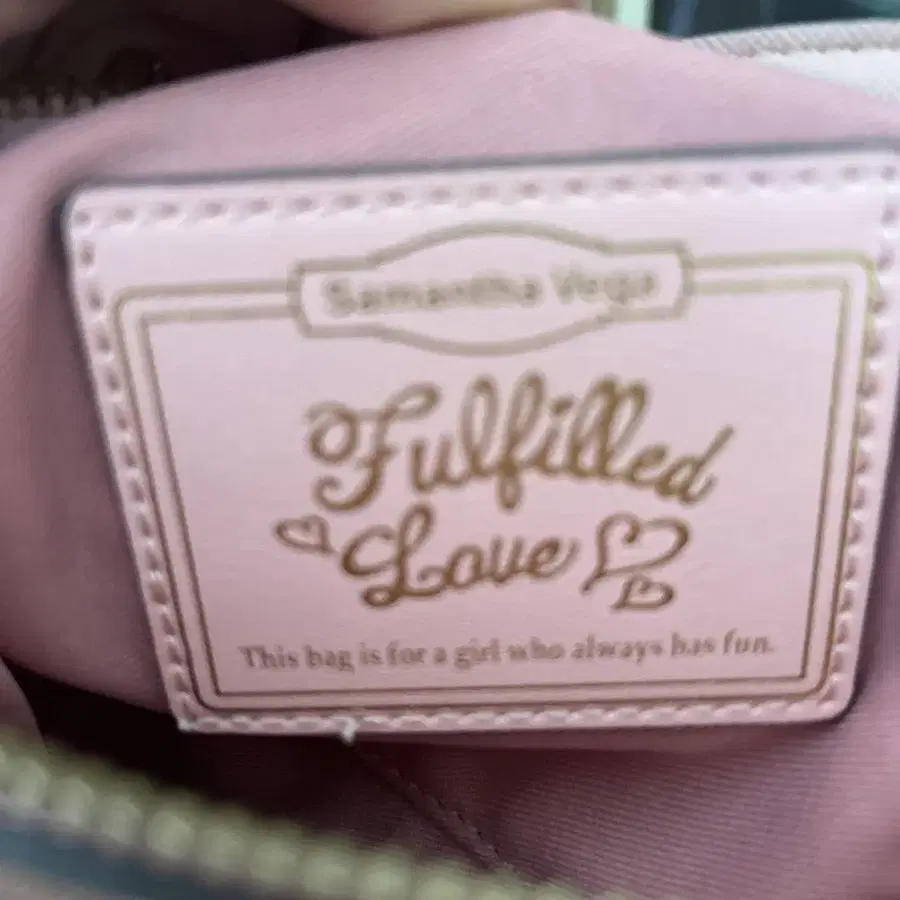 Samantha Vega
Fulfilled
Love
This bag is for a girl who always has fun.